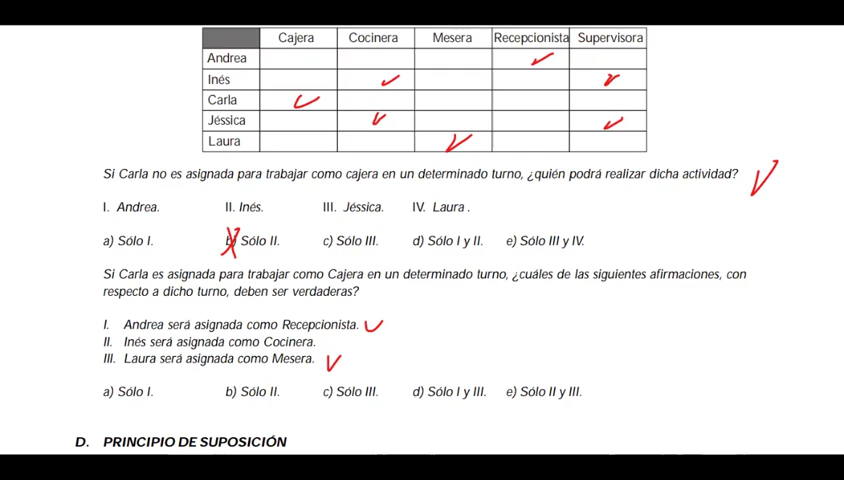 Cajera Cocinera Mesera Recepcionista Supervisora
Andrea
Inés
Carla
Jéssica
Laura
Si Carla no es asignada para trabajar como cajera en un determinado turno, ¿quién podrá realizar dicha actividad?
I. Andrea. II. Inés. III. Jéssica. IV. Laura .
a) Sólo I. b) Sólo II. c) Sólo III. d) Sólo I y II. e) Sólo III y IV.
Si Carla es asignada para trabajar como Cajera en un determinado turno, ¿cuáles de las siguientes afirmaciones, con
respecto a dicho turno, deben ser verdaderas?
I. Andrea será asignada como Recepcionista.
II. Inés será asignada como Cocinera.
III. Laura será asignada como Mesera.
a) Sólo I. b) Sólo II. c) Sólo III. d) Sólo I y III. e) Sólo II y III.
D. PRINCIPIO DE SUPOSICIÓN